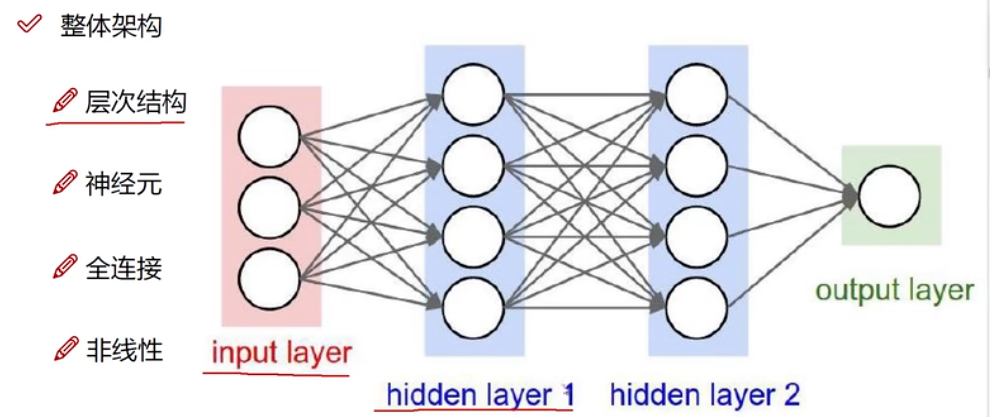 整体架构
层次结构
神经元
全连接
非线性
input layer
hidden layer 1
hidden layer 2
output layer